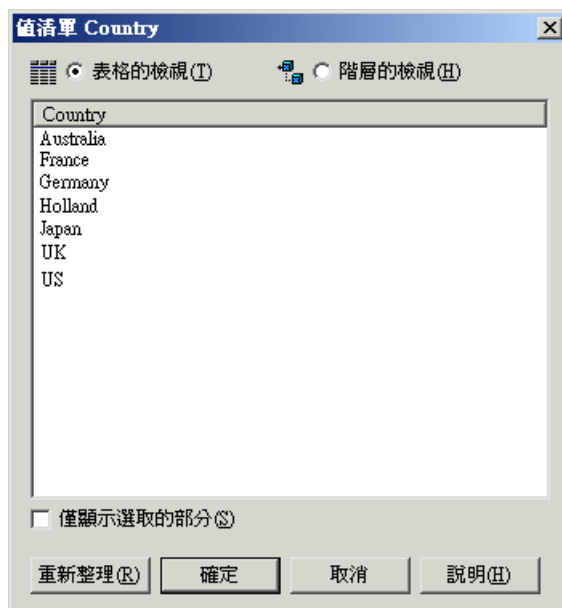 值清單 Country
表格的檢視(T) 階層的檢視(H)
Country
Australia
France
Germany
Holland
Japan
UK
US
僅顯示選取的部分(S)
重新整理(R) 確定 取消 說明(H)